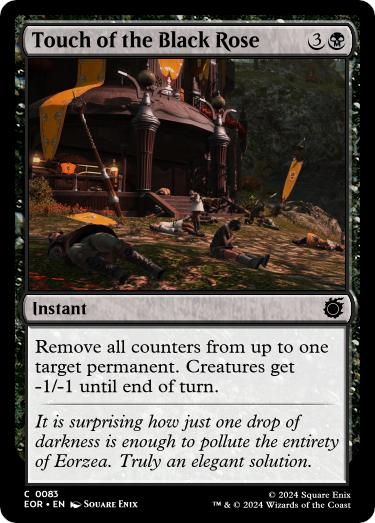 Touch of the Black Rose 3
Instant
Remove all counters from up to one
target permanent. Creatures get
-1/-1 until end of turn.
It is surprising how just one drop of
darkness is enough to pollute the entirety
of Eorzea. Truly an elegant solution.
C 0083
EOR • EN Square Enix
© 2024 Square Enix
™ & © 2024 Wizards of the Coast